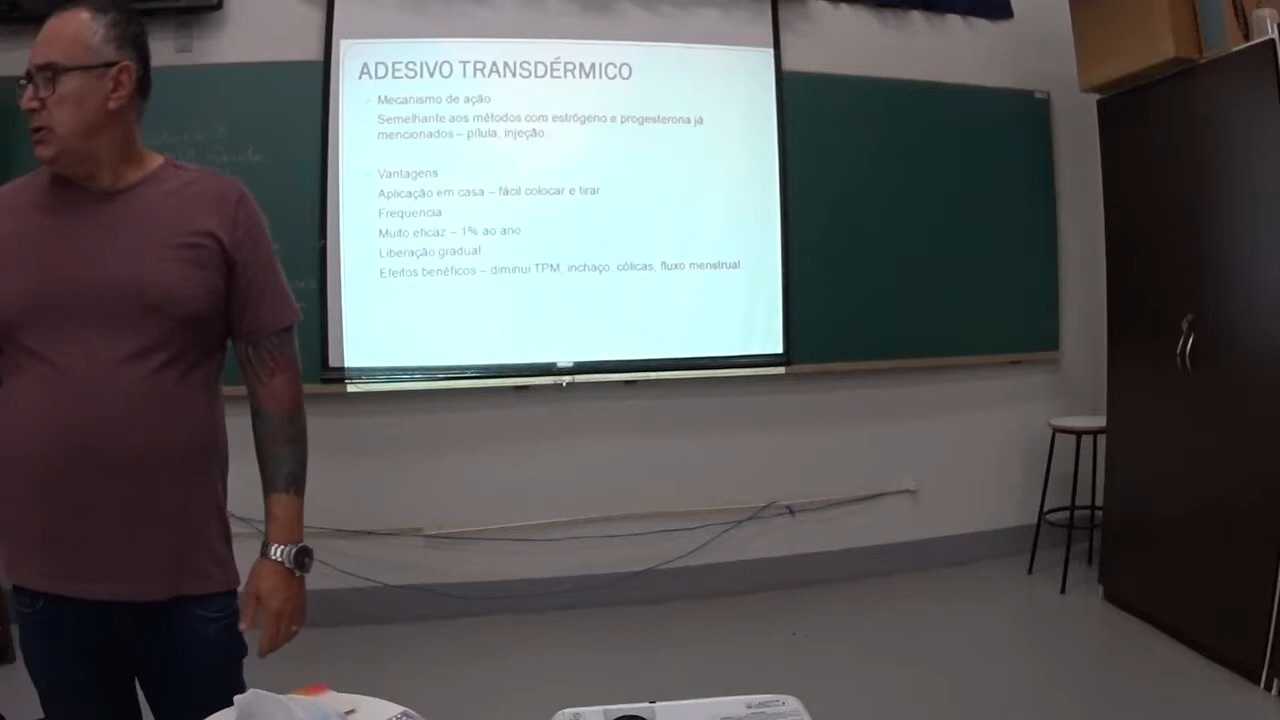 ADESIVO TRANSDÉRMICO
Mecanismo de ação
Semelhante aos métodos com estrógeno e progesterona já
mencionados – pílula, injeção.
Vantagens
Aplicação em casa – fácil colocar e tirar
Frequencia
Muito eficaz – 1% ao ano
Liberação gradual
Efeitos benéficos – diminui TPM, inchaço, cólicas, fluxo menstrual.